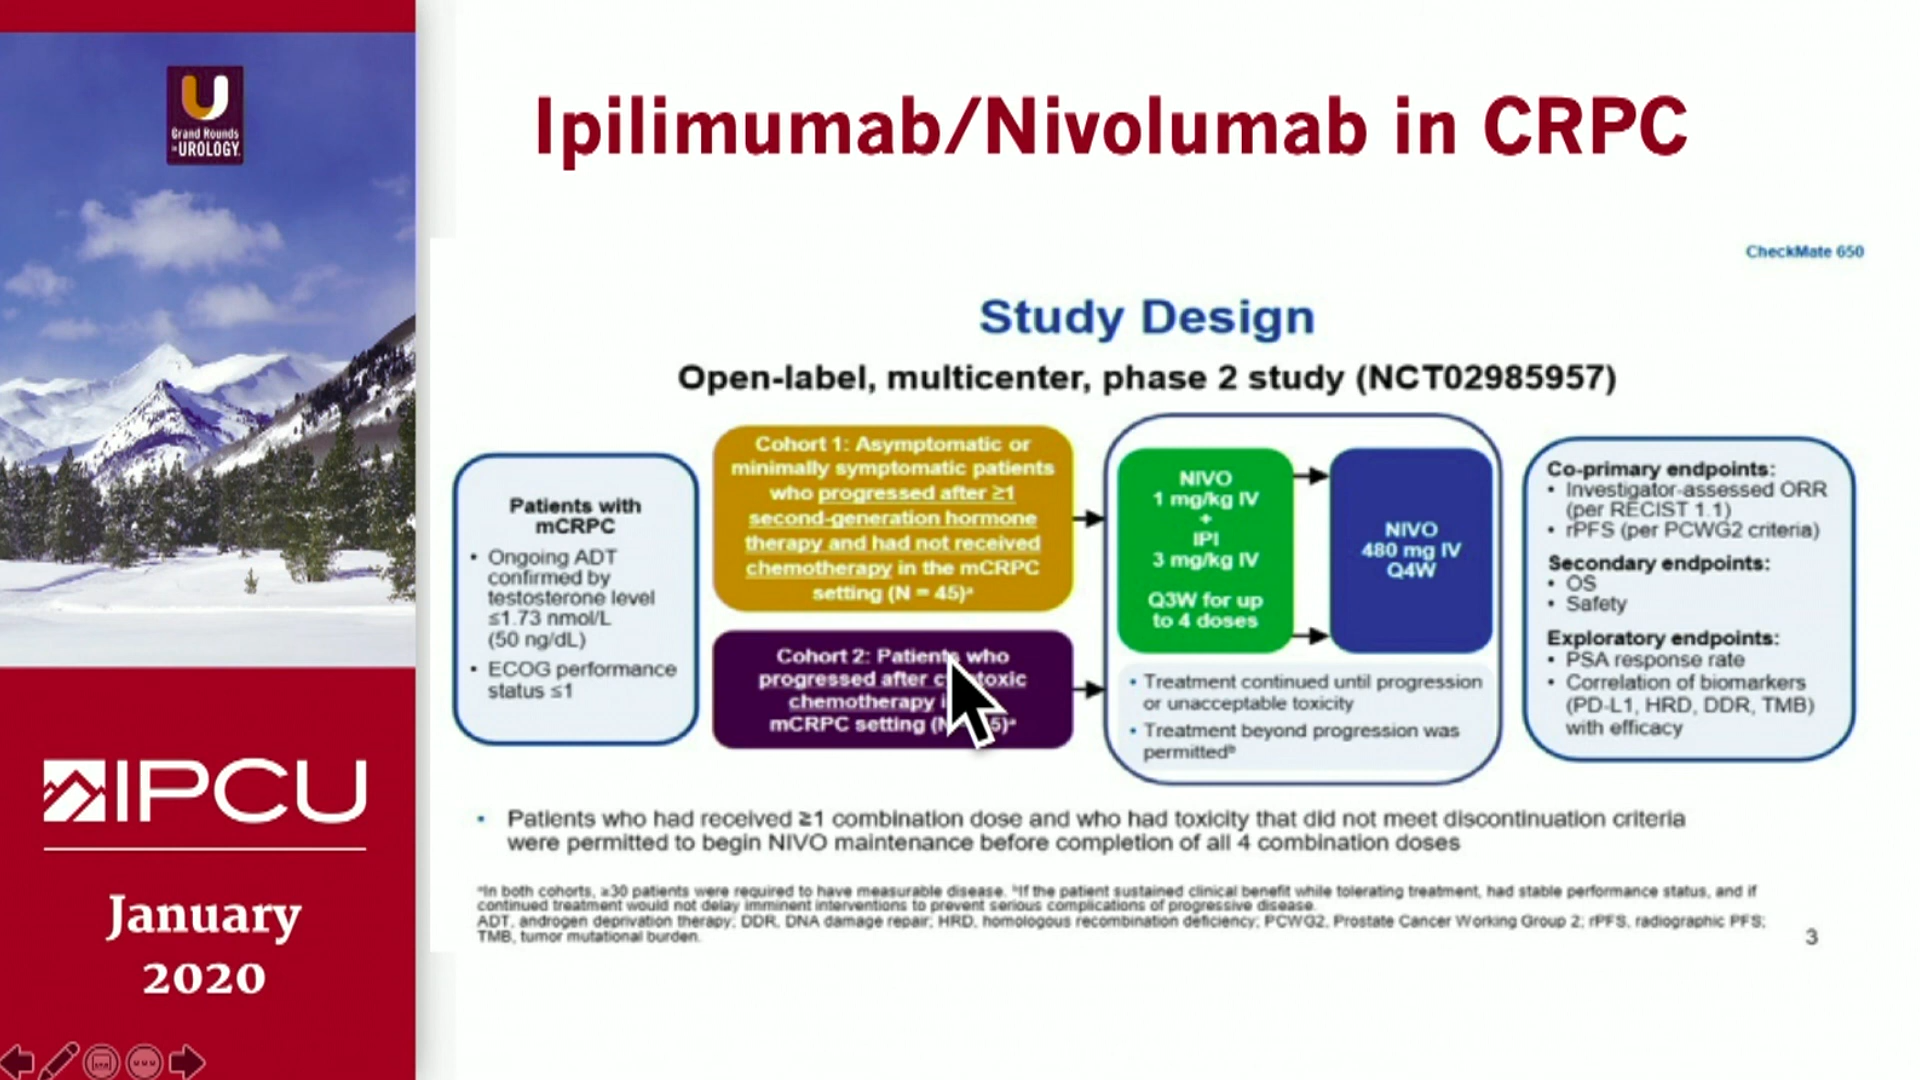 U
Grand Rounds
in UROLOGY
IPCU
January
2020
Ipilimumab/Nivolumab in CRPC
CheckMate 650
Study Design
Open-label, multicenter, phase 2 study (NCT02985957)
Patients with
mCRPC
• Ongoing ADT
confirmed by
testosterone level
≤1.73 nmol/L
(50 ng/dL)
• ECOG performance
status ≤1
Cohort 1: Asymptomatic or
minimally symptomatic patients
who progressed after ≥1
second-generation hormone
therapy and had not received
chemotherapy in the mCRPC
setting (N = 45)ᵃ
Cohort 2: Patients who
progressed after
chemotherapy
mCRPC setting
NIVO
1 mg/kg IV
+
IPI
3 mg/kg IV
Q3W for up
to 4 doses
NIVO
480 mg IV
Q4W
• Treatment continued until progression
or unacceptable toxicity
• Treatment beyond progression was
permittedᵇ
Co-primary endpoints:
• Investigator-assessed ORR
(per RECIST 1.1)
• rPFS (per PCWG2 criteria)
Secondary endpoints:
• OS
• Safety
Exploratory endpoints:
• PSA response rate
• Correlation of biomarkers
(PD-L1, HRD, DDR, TMB)
with efficacy
• Patients who had received ≥1 combination dose and who had toxicity that did not meet discontinuation criteria
were permitted to begin NIVO maintenance before completion of all 4 combination doses
ᵃIn both cohorts, ≥30 patients were required to have measurable disease. ᵇIf the patient sustained clinical benefit while tolerating treatment, had stable performance status, and if
continued treatment would not delay imminent interventions to prevent serious complications of progressive disease.
ADT, androgen deprivation therapy; DDR, DNA damage repair; HRD, homologous recombination deficiency; PCWG2, Prostate Cancer Working Group 2; rPFS, radiographic PFS;
TMB, tumor mutational burden.
3